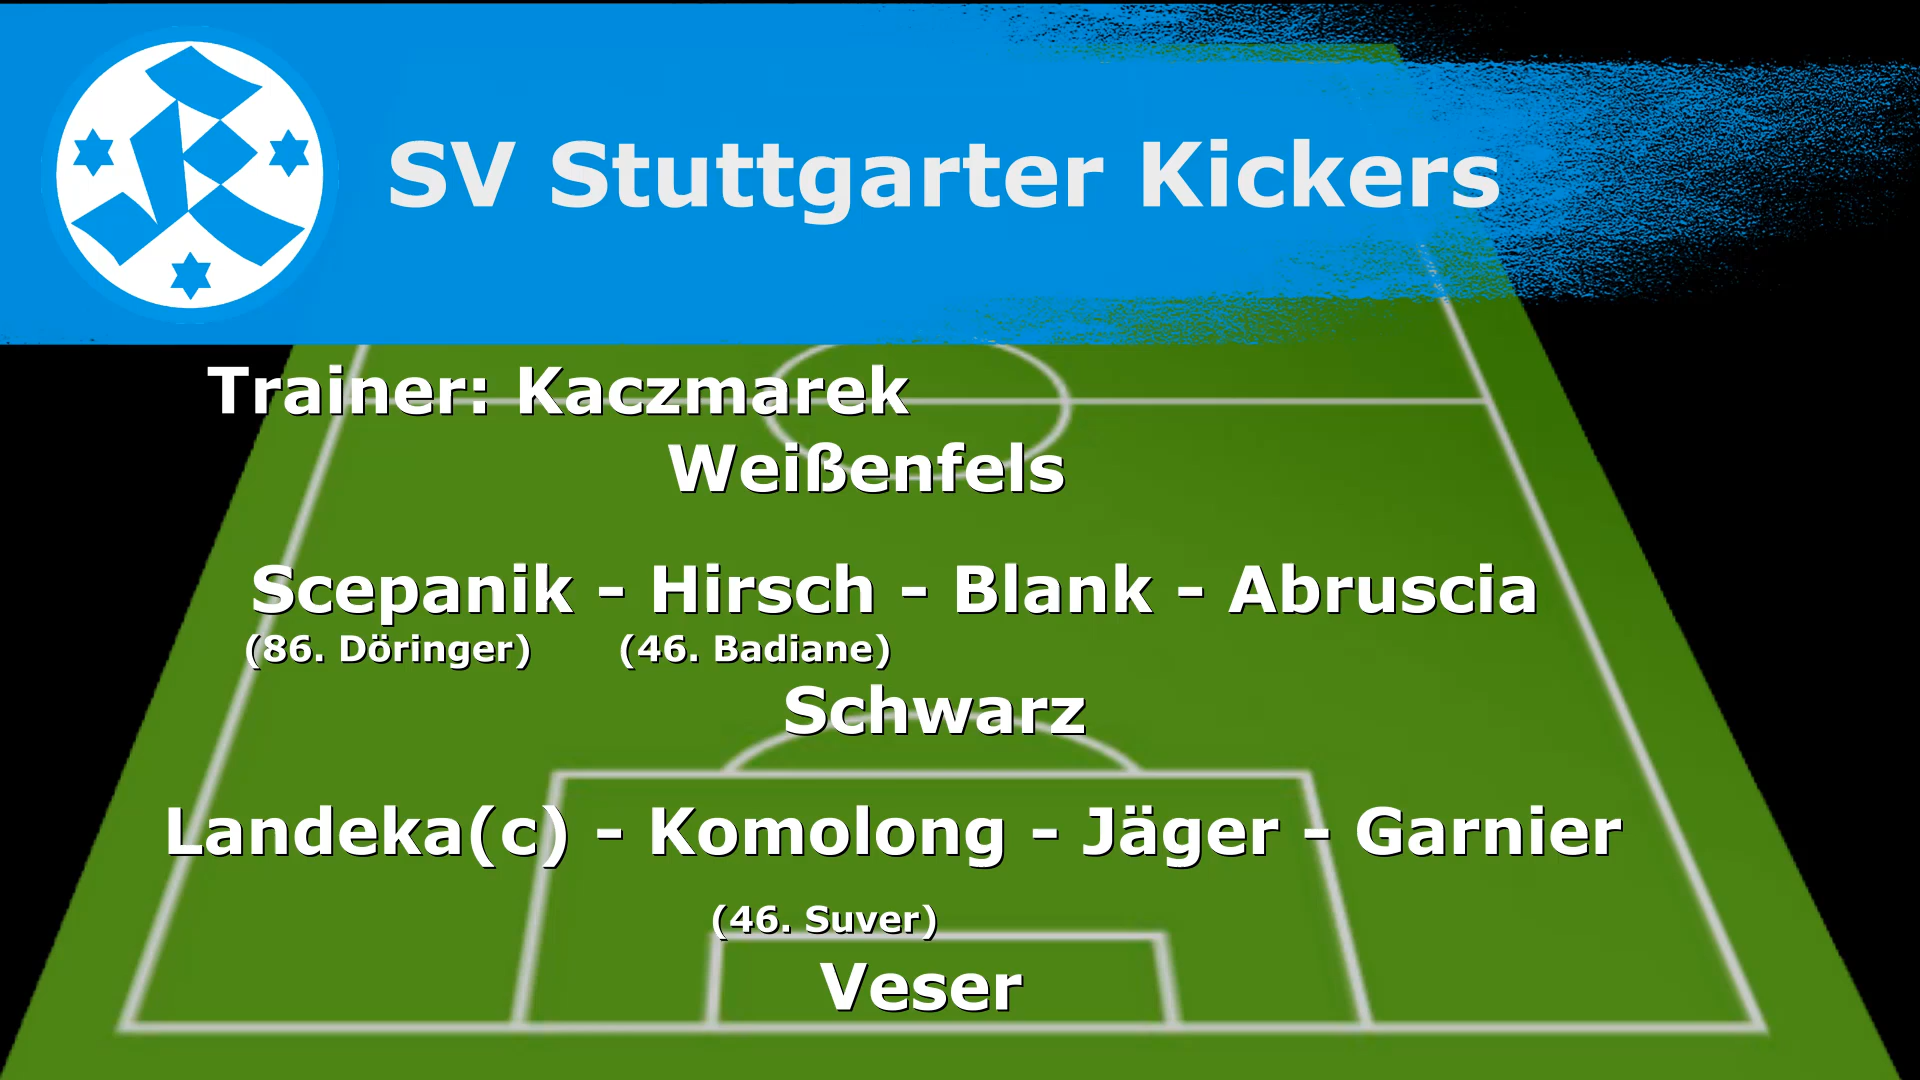 SV Stuttgarter Kickers
Trainer: Kaczmarek
Weißenfels
Scepanik - Hirsch - Blank - Abruscia
(86. Döringer) (46. Badiane)
Schwarz
Landeka(c) - Komolong - Jäger - Garnier
(46. Suver)
Veser